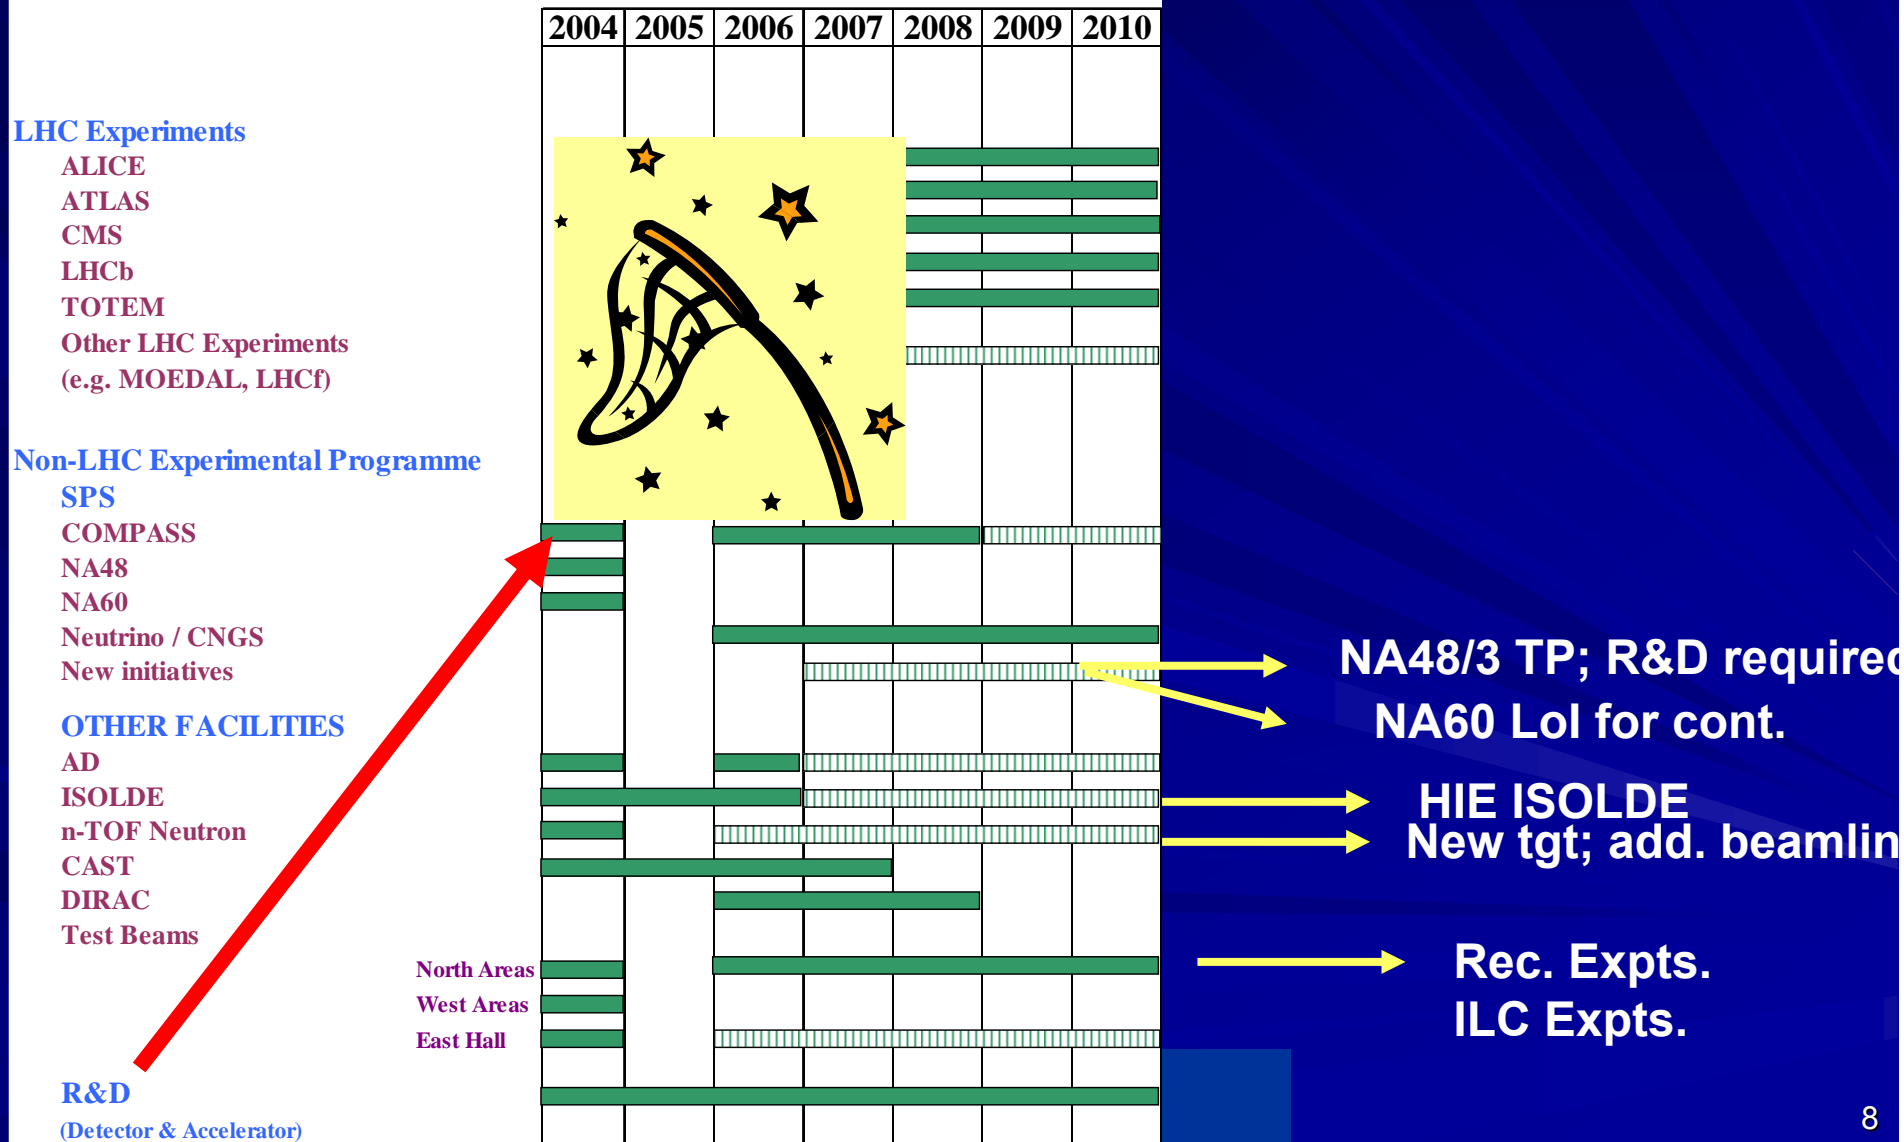 2004 2005 2006 2007 2008 2009 2010
LHC Experiments
ALICE
ATLAS
CMS
LHCb
TOTEM
Other LHC Experiments
(e.g. MOEDAL, LHCf)
Non-LHC Experimental Programme
SPS
COMPASS
NA48
NA60
Neutrino / CNGS
New initiatives
NA48/3 TP; R&D required
NA60 LoI for cont.
OTHER FACILITIES
AD
ISOLDE
HIE ISOLDE
n-TOF Neutron
New tgt; add. beamlin
CAST
DIRAC
Test Beams
North Areas
Rec. Expts.
West Areas
ILC Expts.
East Hall
R&D
(Detector & Accelerator)
8